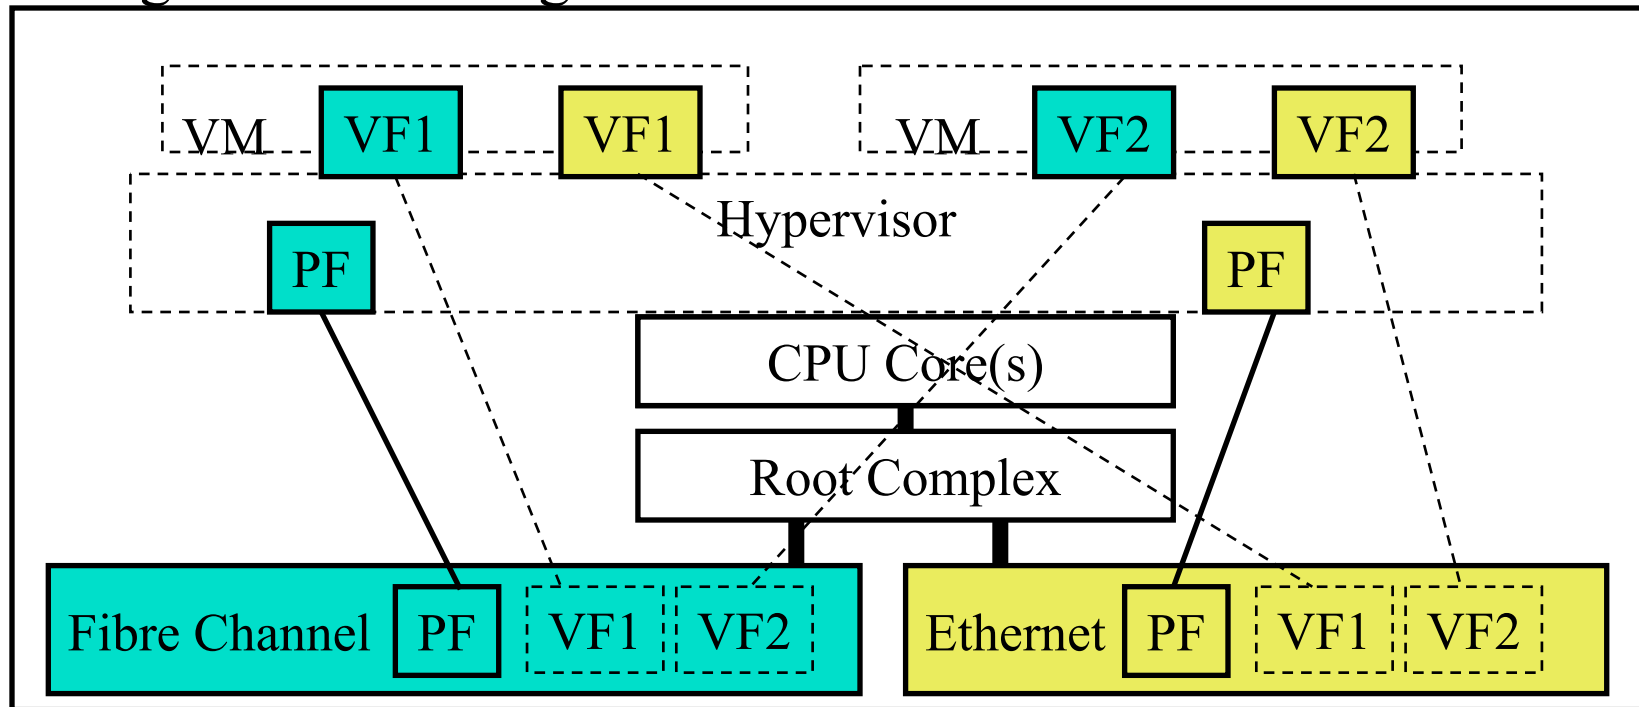 VM VF1 VF1 VM VF2 VF2
Hypervisor
PF PF
CPU Core(s)
Root Complex
Fibre Channel PF VF1 VF2 Ethernet PF VF1 VF2